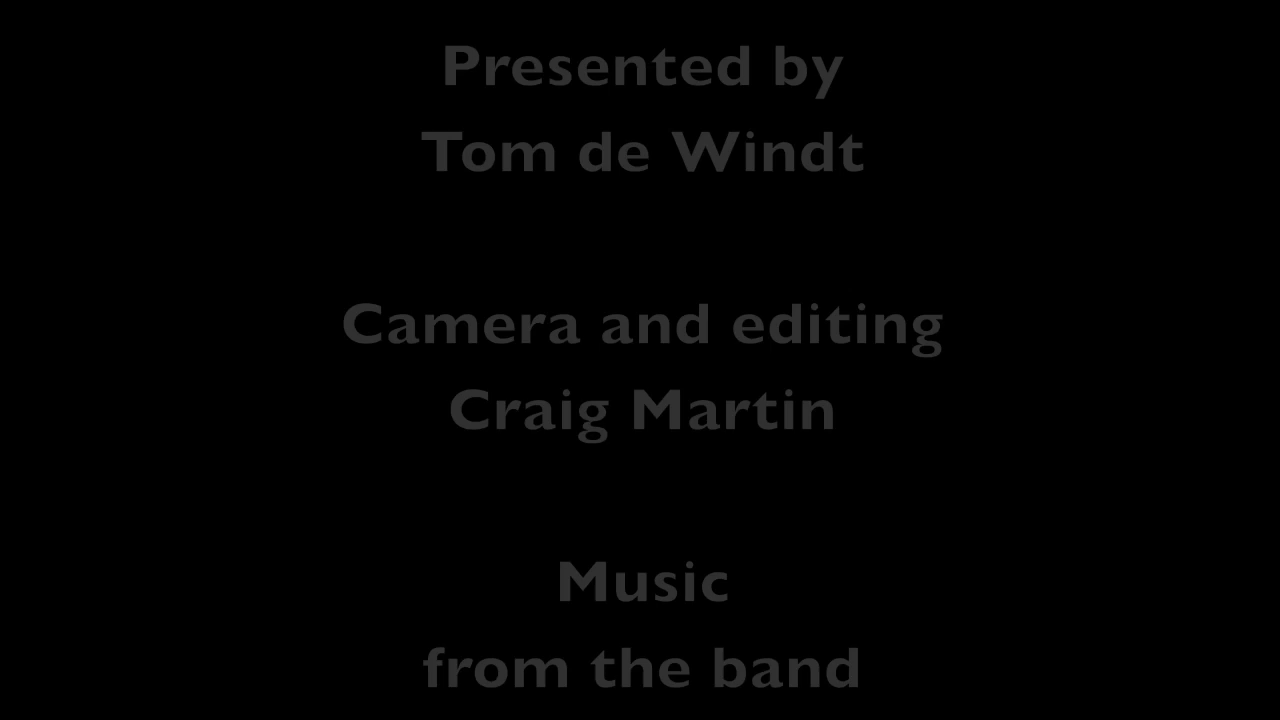 Presented by
Tom de Windt
Camera and editing
Craig Martin
Music
from the band